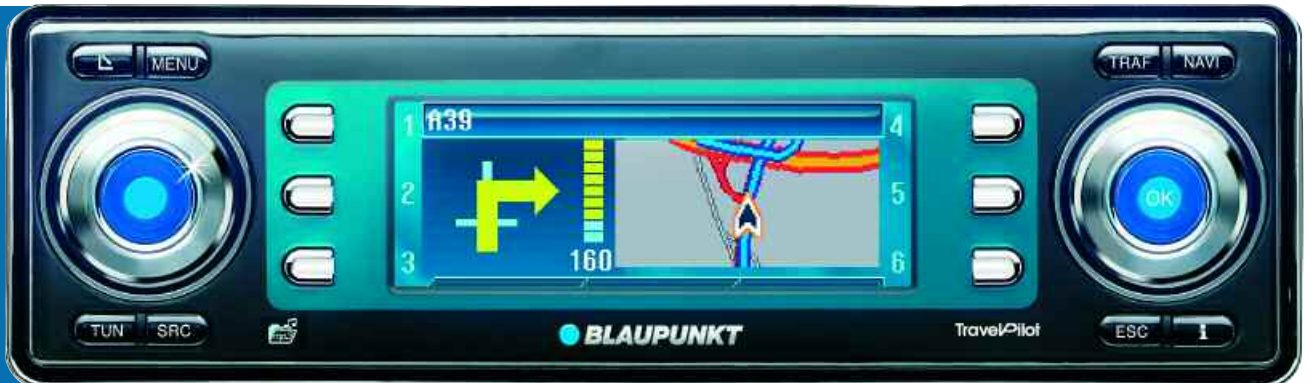 MENU
TRAF NAVI
1 A39 4
2 5
3 160 6
TUN SRC
BLAUPUNKT
TravelPilot
ESC i
OK